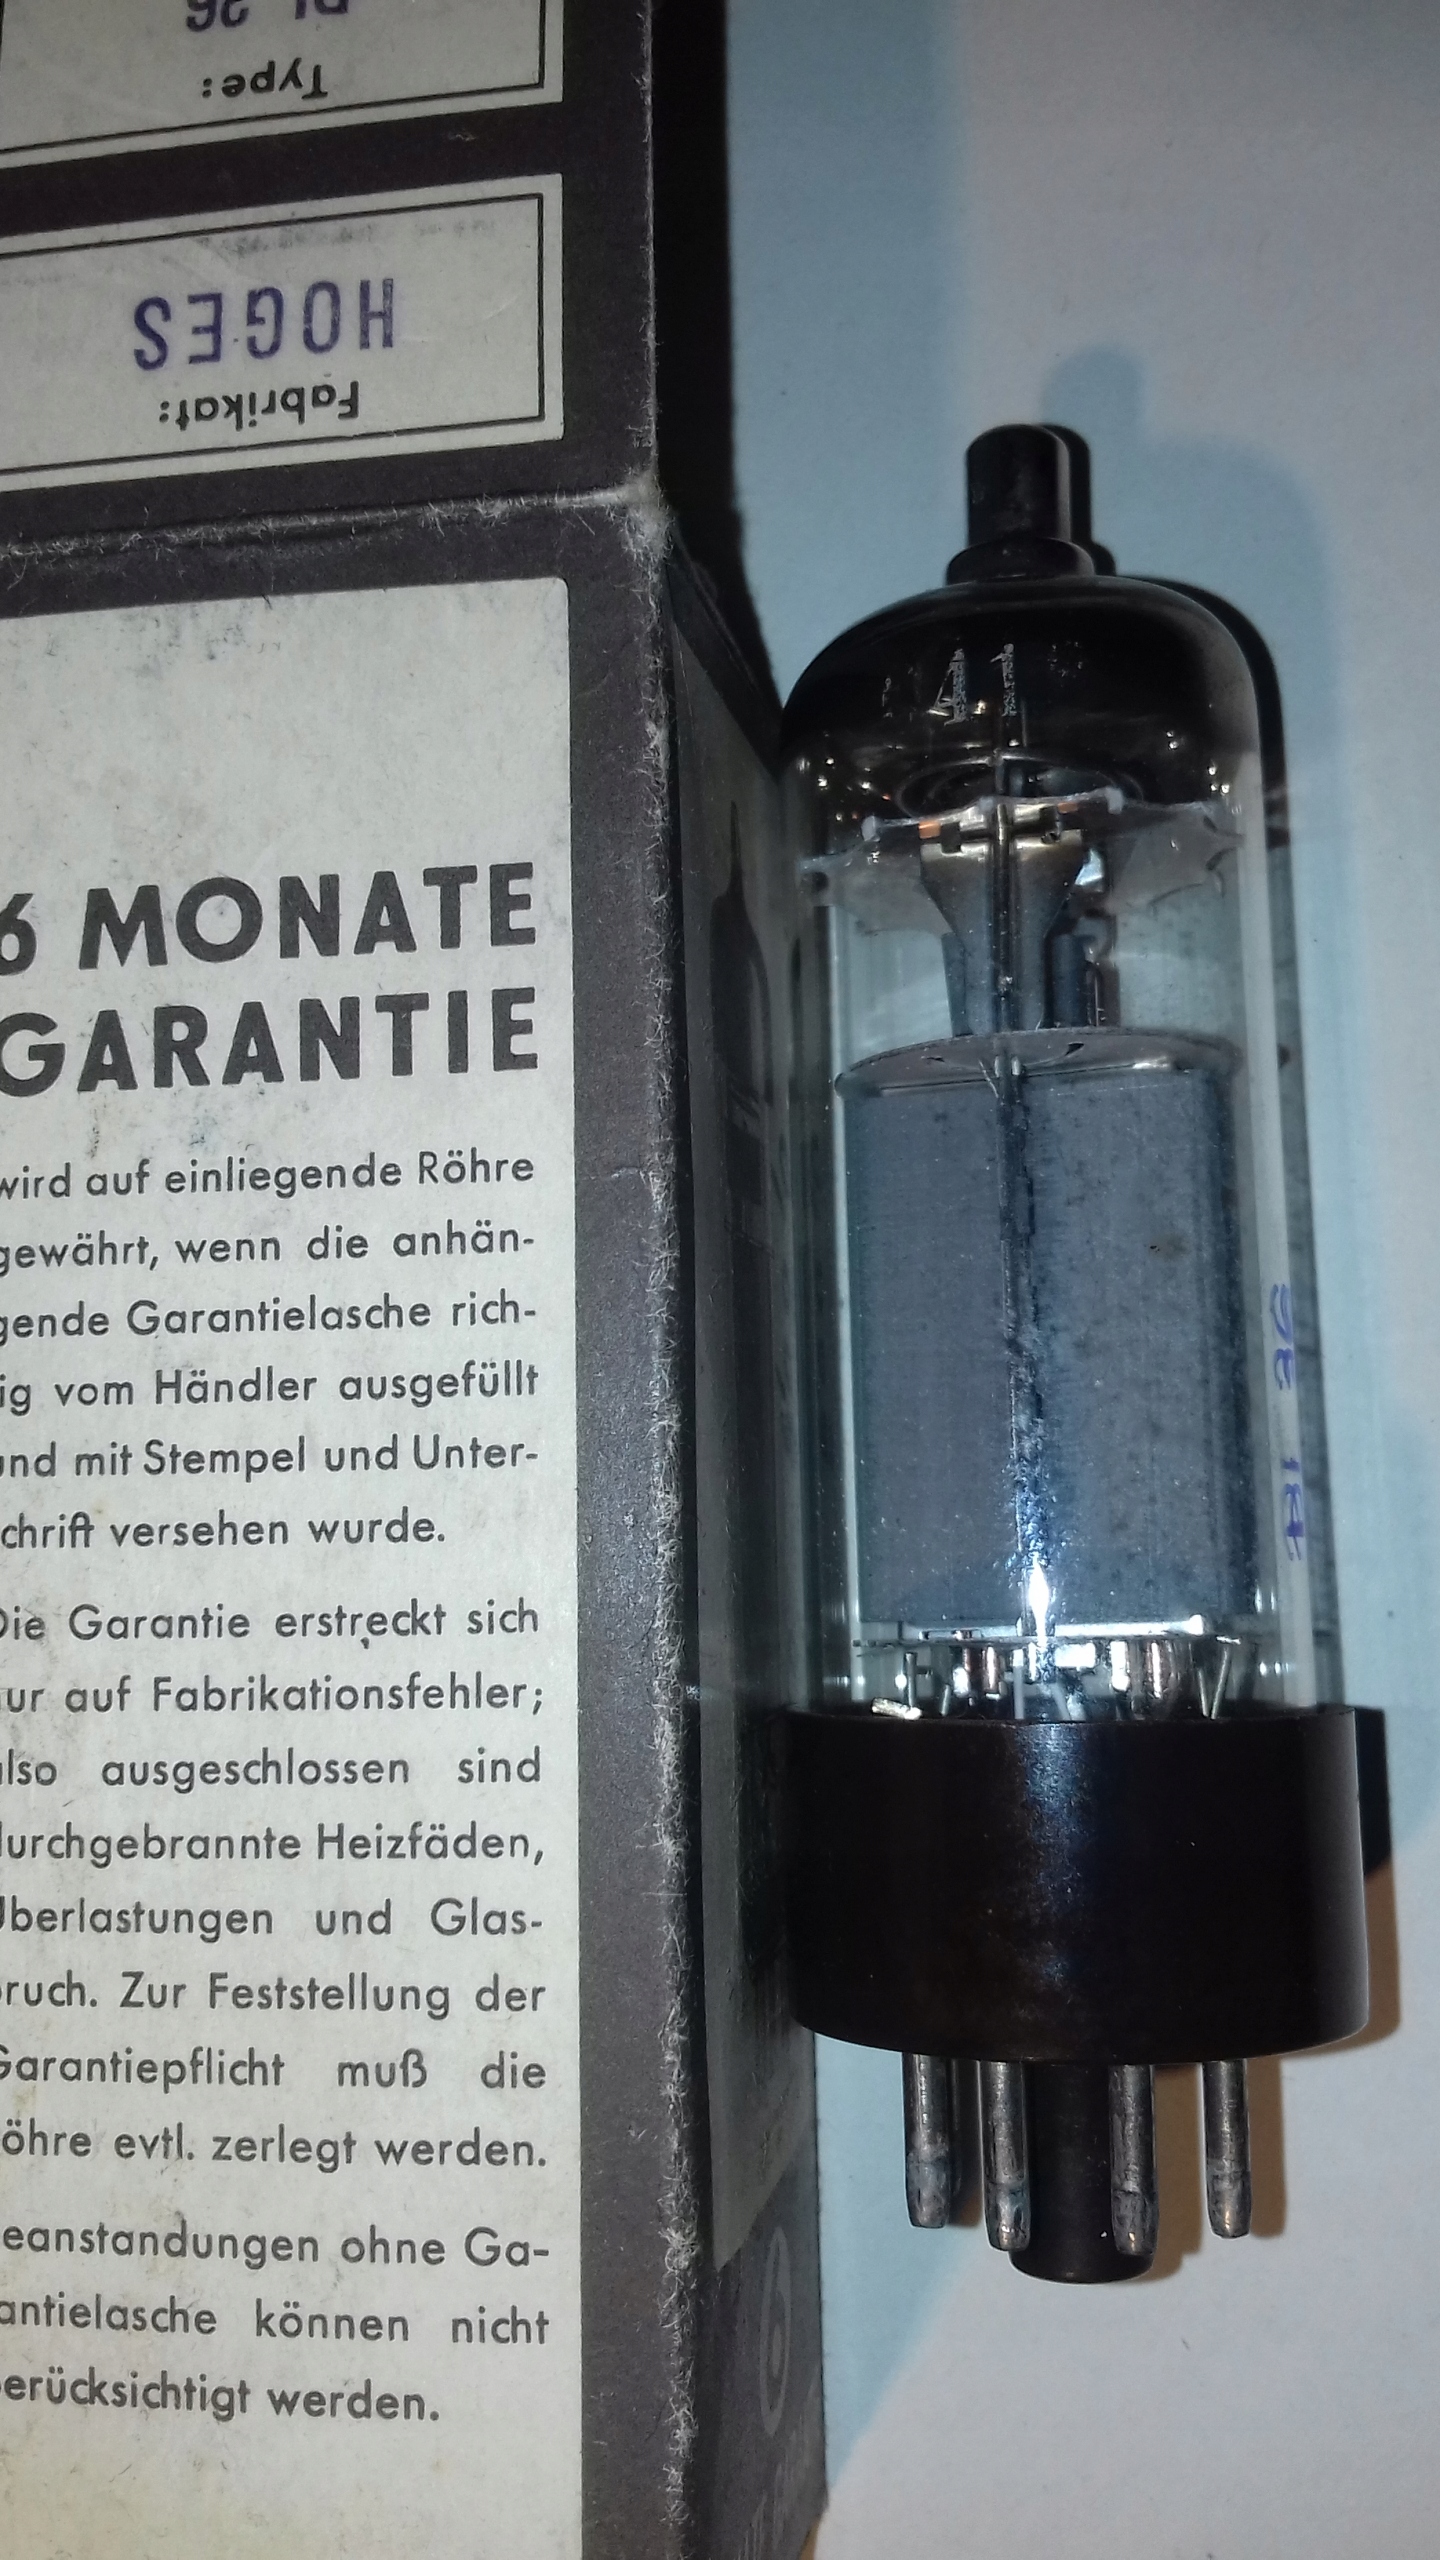 Type:
Fabrikat:
HOGES
6 MONATE
GARANTIE
wird auf einliegende Röhre
gewährt, wenn die anhän-
gende Garantielasche rich-
ig vom Händler ausgefüllt
und mit Stempel und Unter-
chrift versehen wurde.
Die Garantie erstreckt sich
ur auf Fabrikationsfehler;
also ausgeschlossen sind
durchgebrannte Heizfäden,
Überlastungen und Glas-
bruch. Zur Feststellung der
Garantiepflicht muß die
öhre evtl. zerlegt werden.
eanstandungen ohne Ga-
antielasche können nicht
berücksichtigt werden.